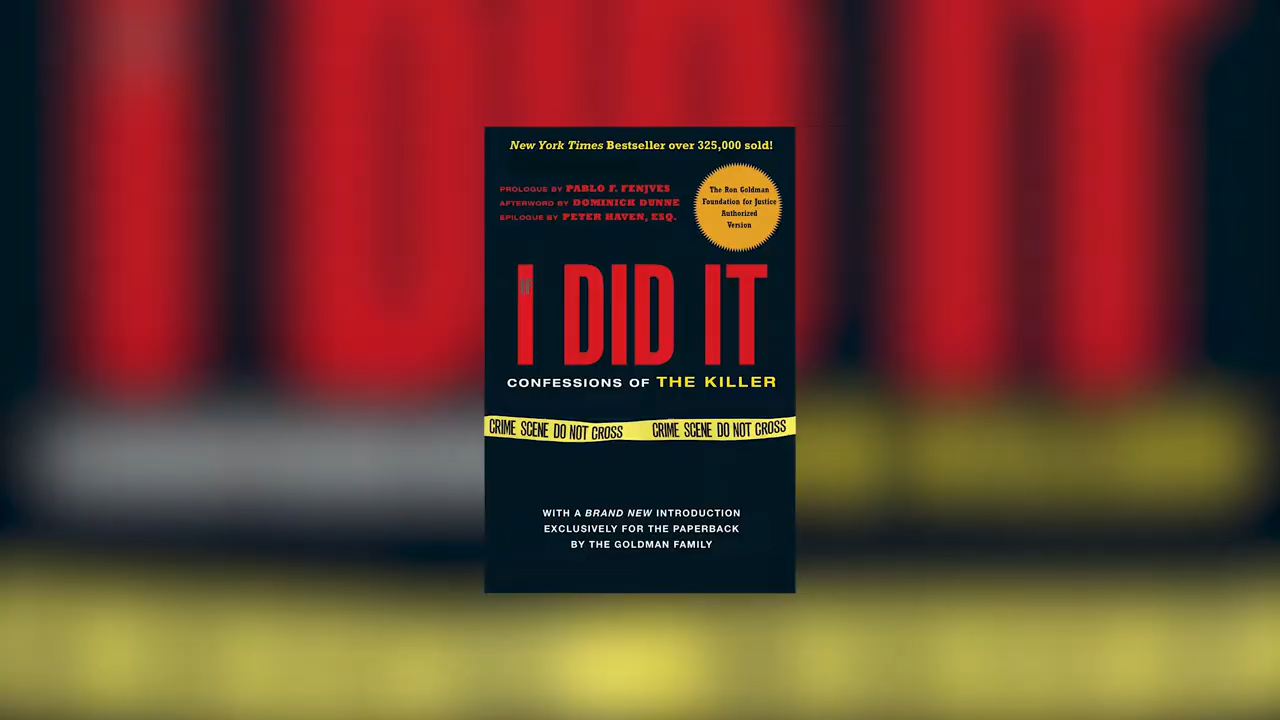 New York Times Bestseller over 325,000 sold!
PROLOGUE BY PABLO F. FENJVES
AFTERWORD BY DOMINICK DUNNE
EPILOGUE BY PETER HAVEN, ESQ.
The Ron Goldman
Foundation for Justice
Authorized
Version
IF
I DID IT
CONFESSIONS OF THE KILLER
CRIME SCENE DO NOT CROSS CRIME SCENE DO NOT CROSS
WITH A BRAND NEW INTRODUCTION
EXCLUSIVELY FOR THE PAPERBACK
BY THE GOLDMAN FAMILY